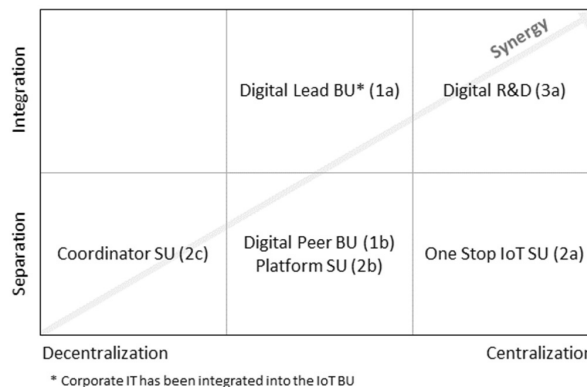 Synergy
Integration
Digital Lead BU* (1a)
Digital R&D (3a)
Separation
Coordinator SU (2c)
Digital Peer BU (1b)
Platform SU (2b)
One Stop IoT SU (2a)
Decentralization
Centralization
* Corporate IT has been integrated into the IoT BU